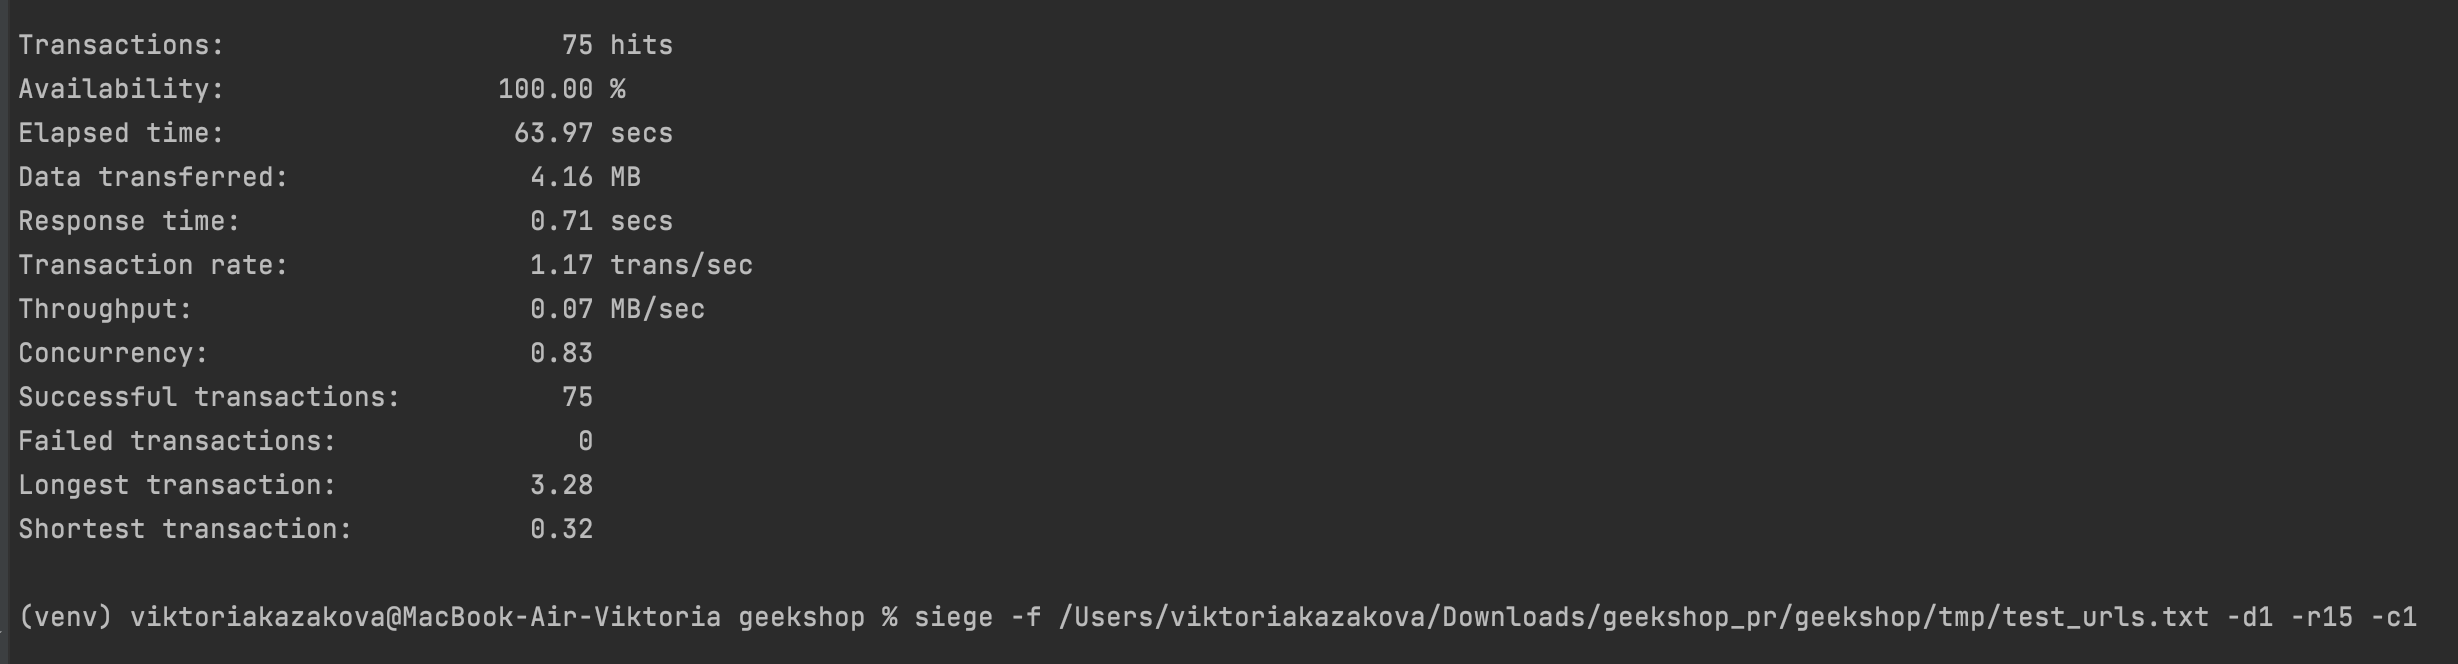 Transactions: 75 hits
Availability: 100.00 %
Elapsed time: 63.97 secs
Data transferred: 4.16 MB
Response time: 0.71 secs
Transaction rate: 1.17 trans/sec
Throughput: 0.07 MB/sec
Concurrency: 0.83
Successful transactions: 75
Failed transactions: 0
Longest transaction: 3.28
Shortest transaction: 0.32
(venv) viktoriakazakova@MacBook-Air-Viktoria geekshop % siege -f /Users/viktoriakazakova/Downloads/geekshop_pr/geekshop/tmp/test_urls.txt -d1 -r15 -c1